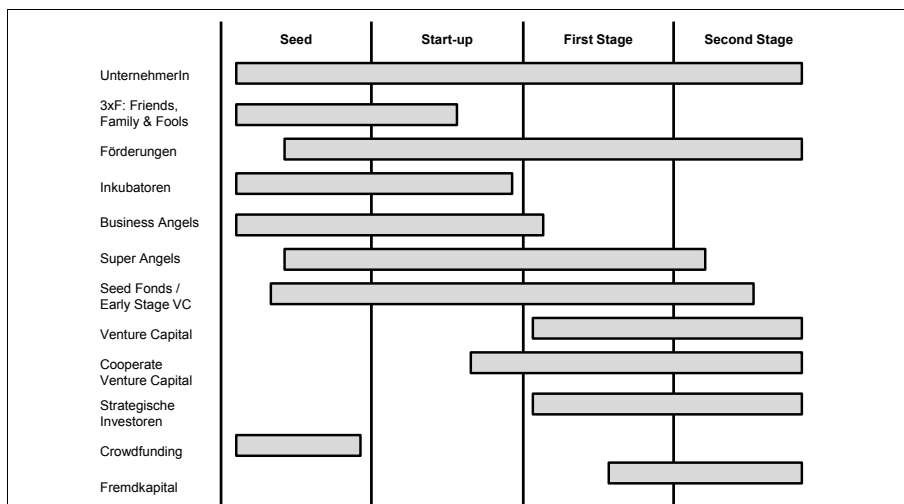 Seed Start-up First Stage Second Stage
UnternehmerIn
3xF: Friends,
Family & Fools
Förderungen
Inkubatoren
Business Angels
Super Angels
Seed Fonds /
Early Stage VC
Venture Capital
Cooperate
Venture Capital
Strategische
Investoren
Crowdfunding
Fremdkapital